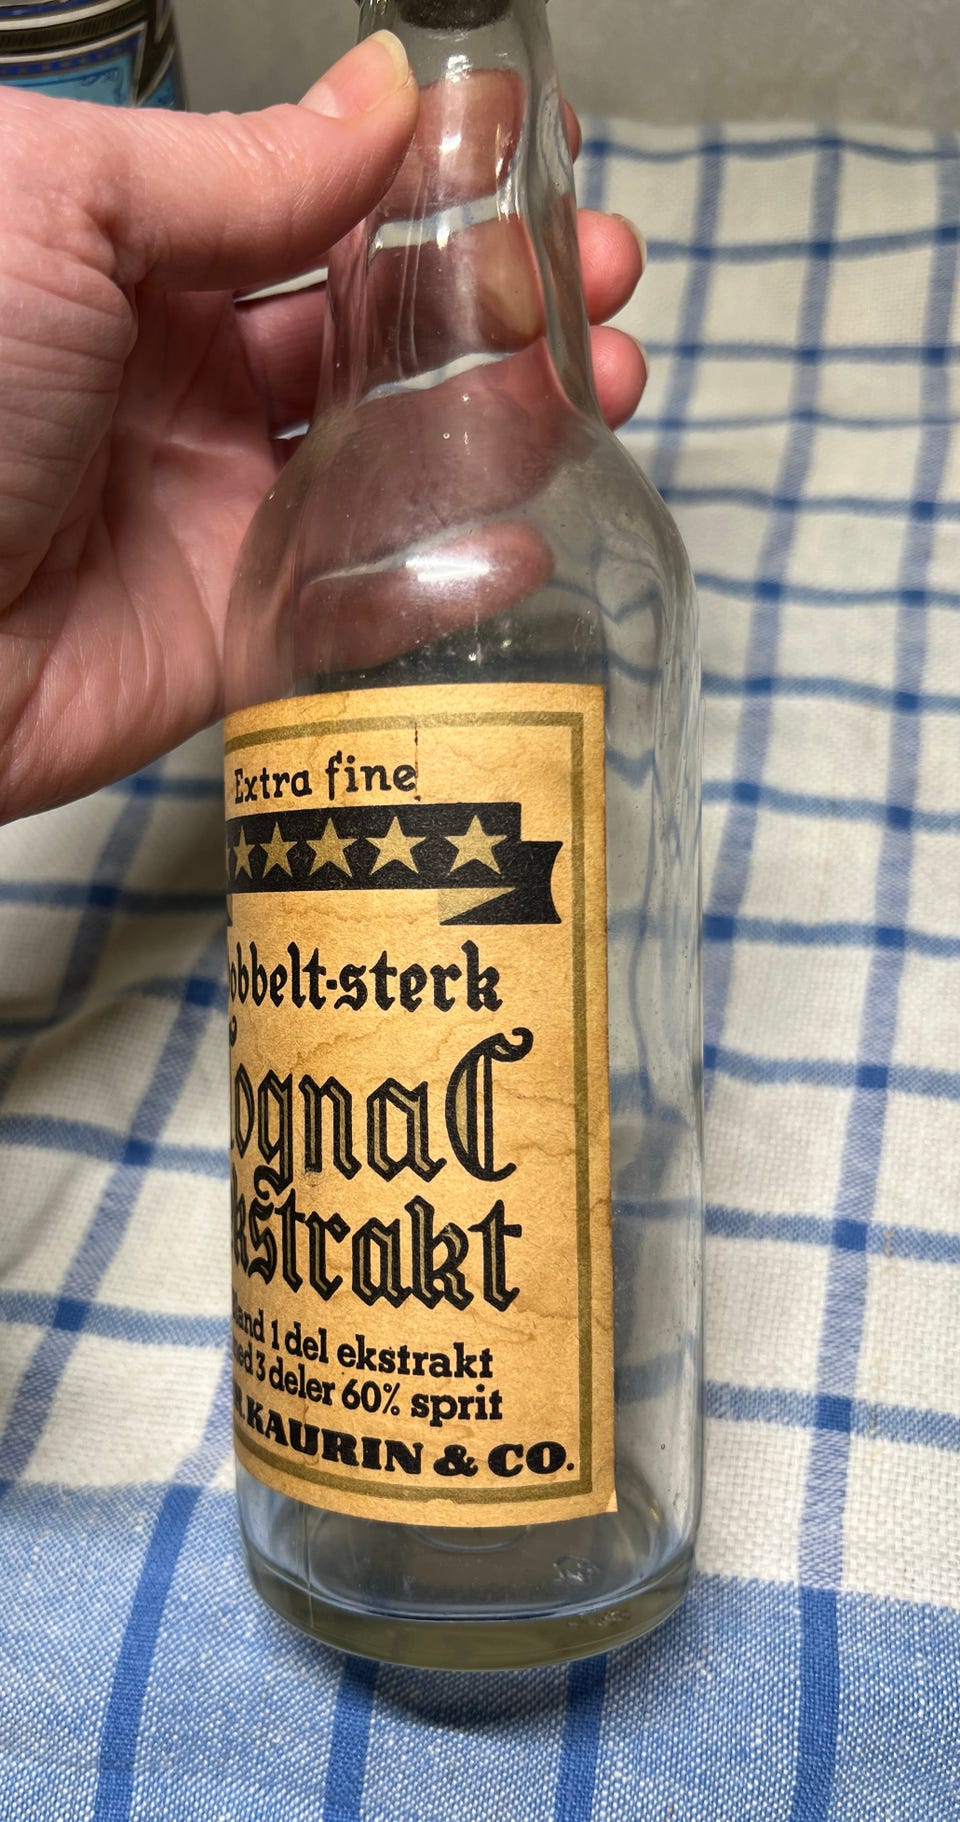 Extra fine
obbelt-sterk
ognaC
kstrakt
and 1 del ekstrakt
ed 3 deler 60% sprit
KAURIN & CO.